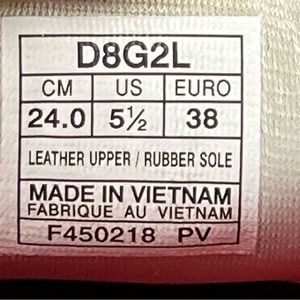 D8G2L
CM US EURO
24.0 5½ 38
LEATHER UPPER / RUBBER SOLE
MADE IN VIETNAM
FABRIQUE AU VIETNAM
F450218 PV